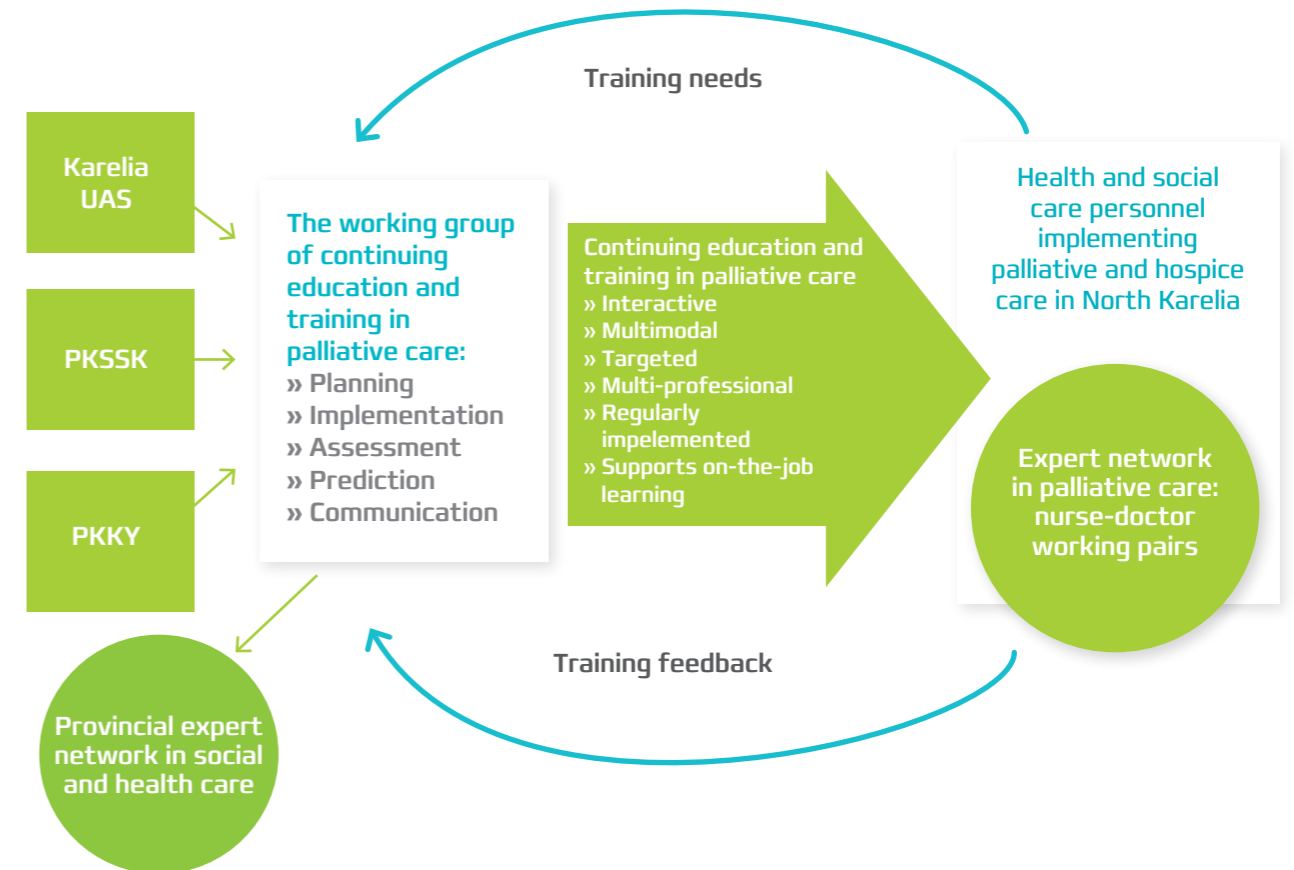 Training needs
Karelia
UAS
PKSSK
PKKY
The working group
of continuing
education and
training in
palliative care:
» Planning
» Implementation
» Assessment
» Prediction
» Communication
Continuing education and
training in palliative care
» Interactive
» Multimodal
» Targeted
» Multi-professional
» Regularly
impelemented
» Supports on-the-job
learning
Health and social
care personnel
implementing
palliative and hospice
care in North Karelia
Expert network
in palliative care:
nurse-doctor
working pairs
Training feedback
Provincial expert
network in social
and health care